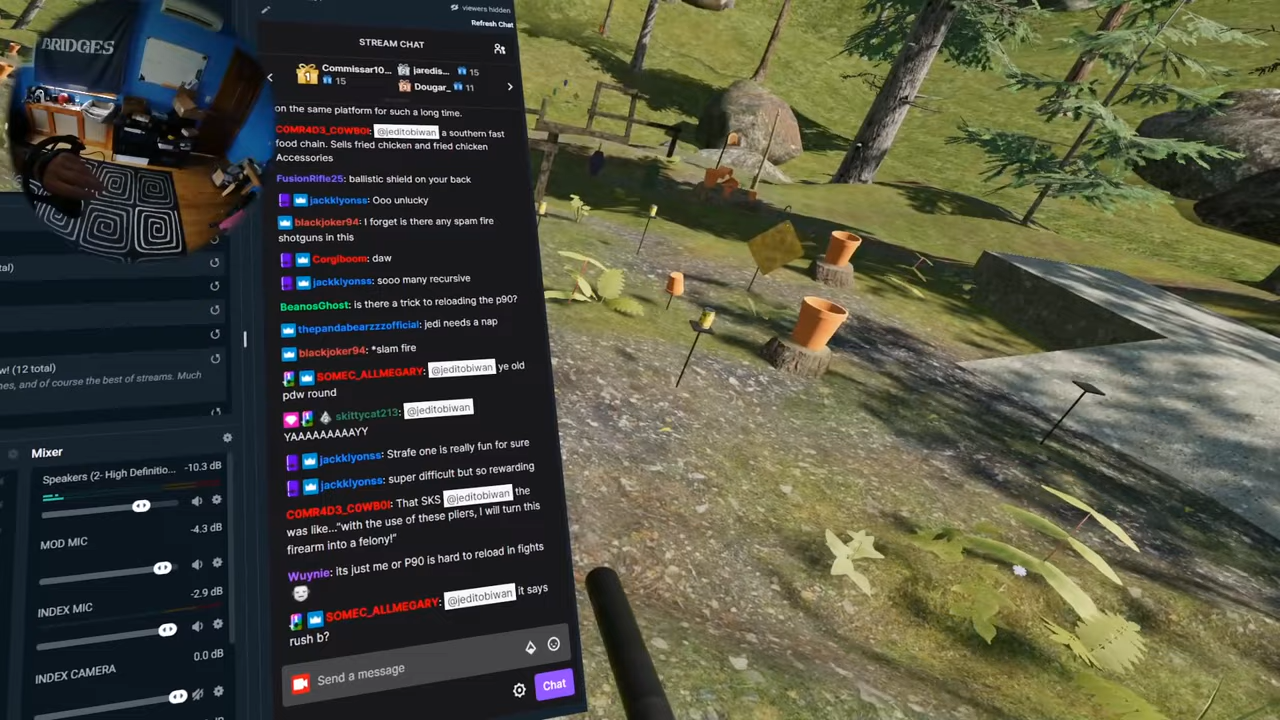 BRIDGES
viewers hidden
Refresh Chat
STREAM CHAT
Commissar10... 15
jaredis... 15
Dougar_ 11
on the same platform for such a long time.
C0MR4D3_C0WB0I: @jeditobiwan a southern fast
food chain. Sells fried chicken and fried chicken
Accessories
FusionRifle25: ballistic shield on your back
jackklyonss: Ooo unlucky
blackjoker94: I forget is there any spam fire
shotguns in this
Corgiboom: daw
jackklyonss: sooo many recursive
BeanosGhost: is there a trick to reloading the p90?
thepandabearzzzofficial: jedi needs a nap
blackjoker94: *slam fire
SOMEC_ALLMEGARY: @jeditobiwan ye old
pdw round
skittycat213: @jeditobiwan
YAAAAAAAAYY
jackklyonss: Strafe one is really fun for sure
jackklyonss: super difficult but so rewarding
C0MR4D3_C0WB0I: That SKS @jeditobiwan the
was like..."with the use of these pliers, I will turn this
firearm into a felony!"
Wuynie: its just me or P90 is hard to reload in fights
SOMEC_ALLMEGARY: @jeditobiwan it says
rush b?
Send a message
Chat
w! (12 total)
nes, and of course the best of streams. Much
Mixer
Speakers (2- High Definitio... -10.3 dB
MOD MIC -4.3 dB
INDEX MIC -2.9 dB
INDEX CAMERA 0.0 dB